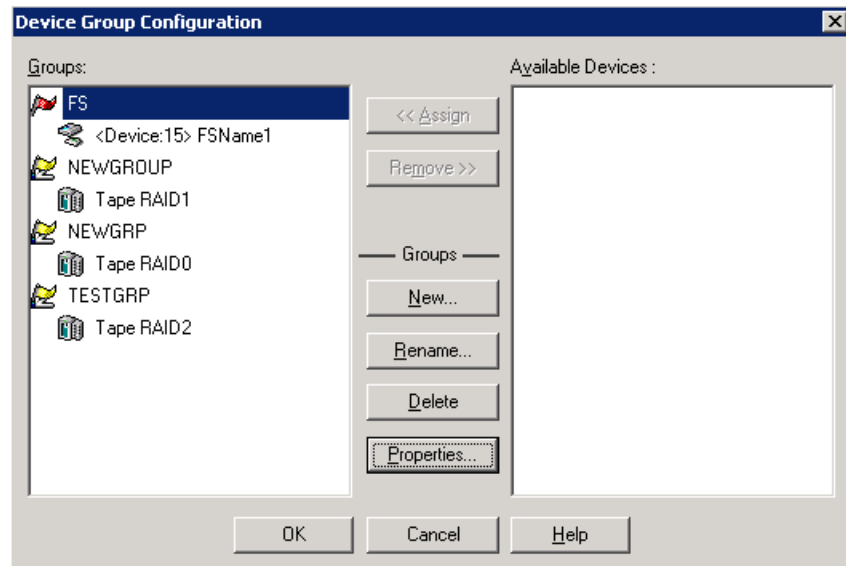 Device Group Configuration
Groups:
FS
<Device:15> FSName1
NEWGROUP
Tape RAID1
NEWGRP
Tape RAID0
TESTGRP
Tape RAID2
<< Assign
Remove >>
Groups
New...
Rename...
Delete
Properties...
Available Devices :
OK
Cancel
Help